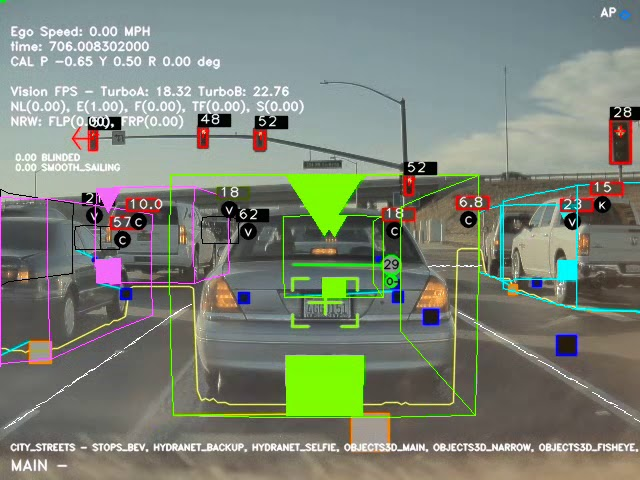 AP
Ego Speed: 0.00 MPH
time: 706.008302000
CAL P -0.65 Y 0.50 R 0.00 deg
Vision FPS - TurboA: 18.32 TurboB: 22.76
NL(0.00), E(1.00), F(0.00), TF(0.00), S(0.00)
NRW: FLP(0.00), FRP(0.00)
48
52
28
0.00 BLINDED
0.00 SMOOTH_SAILING
52
18
15
10.0
6.8
K
V
57
C
62
V
18
C
C
23
V
29
CITY_STREETS - STOPS_BEV, HYDRANET_BACKUP, HYDRANET_SELFIE, OBJECTS3D_MAIN, OBJECTS3D_NARROW, OBJECTS3D_FISHEYE,
MAIN -